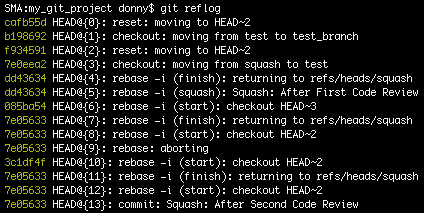 SMA:my_git_project donny$ git reflog
cafb55d HEAD@{0}: reset: moving to HEAD~2
b198692 HEAD@{1}: checkout: moving from test to test_branch
f934591 HEAD@{2}: reset: moving to HEAD~2
7e0eea2 HEAD@{3}: checkout: moving from squash to test
dd43634 HEAD@{4}: rebase -i (finish): returning to refs/heads/squash
dd43634 HEAD@{5}: rebase -i (squash): Squash: After First Code Review
085ba54 HEAD@{6}: rebase -i (start): checkout HEAD~3
7e05633 HEAD@{7}: rebase -i (finish): returning to refs/heads/squash
7e05633 HEAD@{8}: rebase -i (start): checkout HEAD~2
7e05633 HEAD@{9}: rebase: aborting
3c1df4f HEAD@{10}: rebase -i (start): checkout HEAD~2
7e05633 HEAD@{11}: rebase -i (finish): returning to refs/heads/squash
7e05633 HEAD@{12}: rebase -i (start): checkout HEAD~2
7e05633 HEAD@{13}: commit: Squash: After Second Code Review